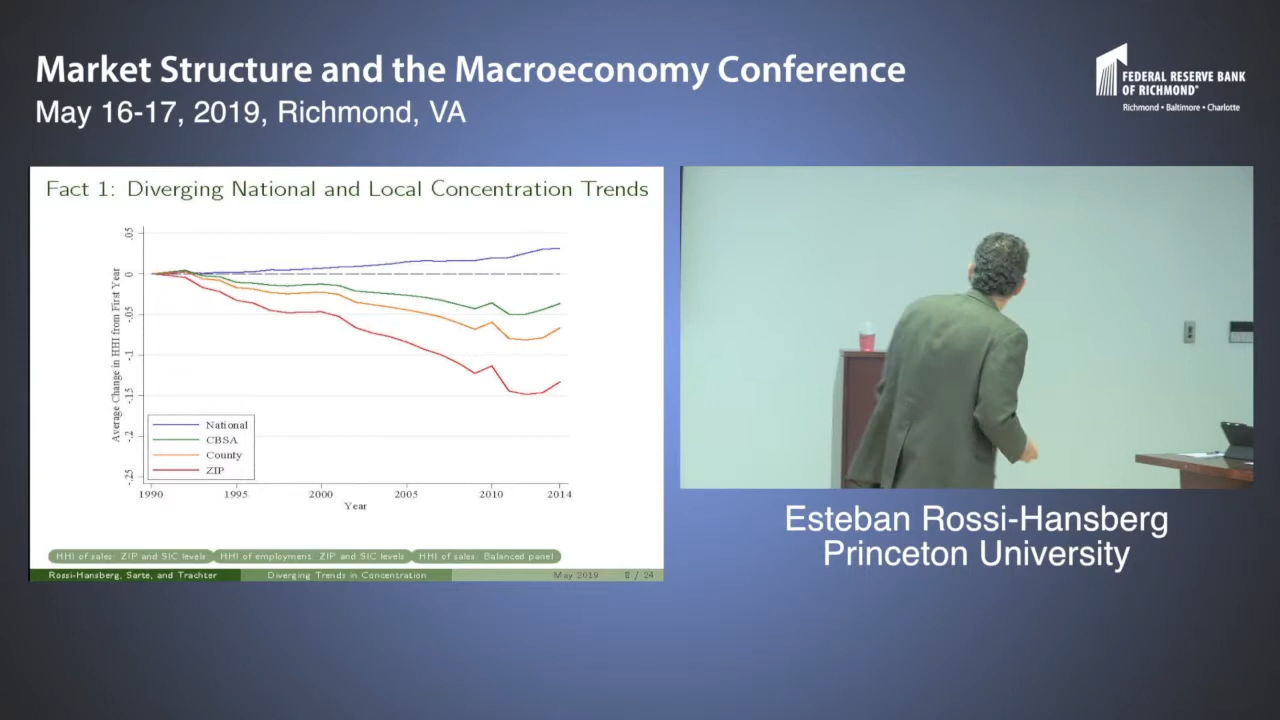 Market Structure and the Macroeconomy Conference
May 16-17, 2019, Richmond, VA
FEDERAL RESERVE BANK
OF RICHMOND®
Richmond • Baltimore • Charlotte
Fact 1: Diverging National and Local Concentration Trends
Average Change in HHI from First Year
.05
0
-.05
-.1
-.15
-.2
-.25
National
CBSA
County
ZIP
1990 1995 2000 2005 2010 2014
Year
HHI of sales: ZIP and SIC levels HHI of employment: ZIP and SIC levels HHI of sales: Balanced panel
Rossi-Hansberg, Sarte, and Trachter Diverging Trends in Concentration May 2019 8 / 24
Esteban Rossi-Hansberg
Princeton University